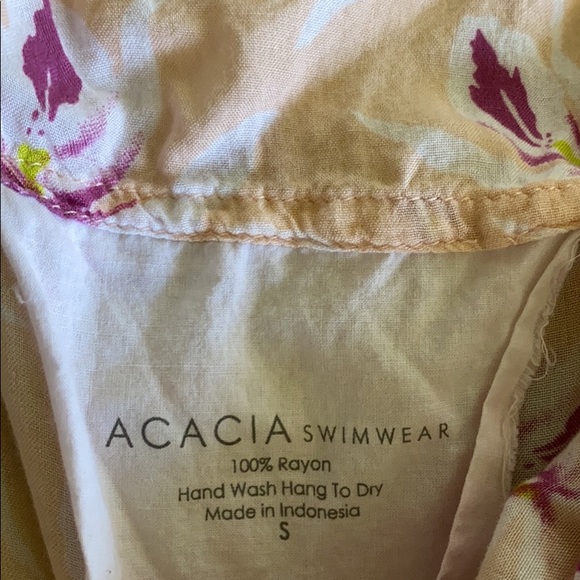 ACACIA SWIMWEAR
100% Rayon
Hand Wash Hang To Dry
Made in Indonesia
S